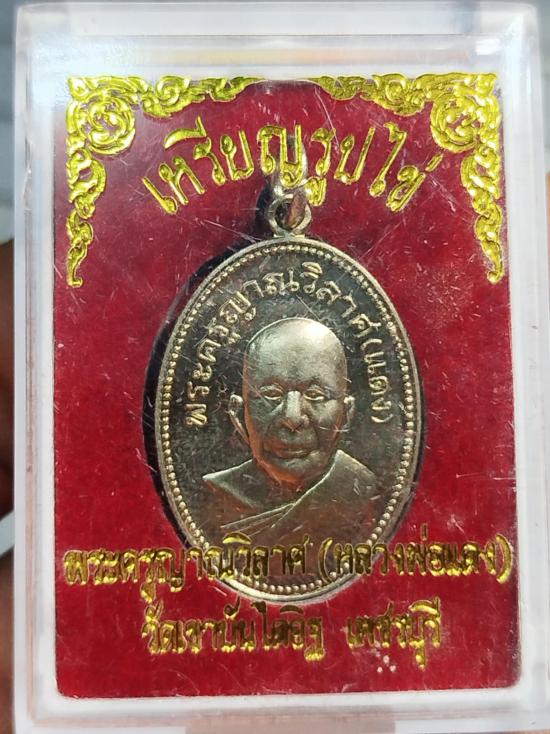 เหรียญรูปไข่
พระครูญาณวิลาศ(แดง)
พระครูญาณวิลาศ (หลวงพ่อแดง)
วัดเขาบันไดอิฐ เพชรบุรี